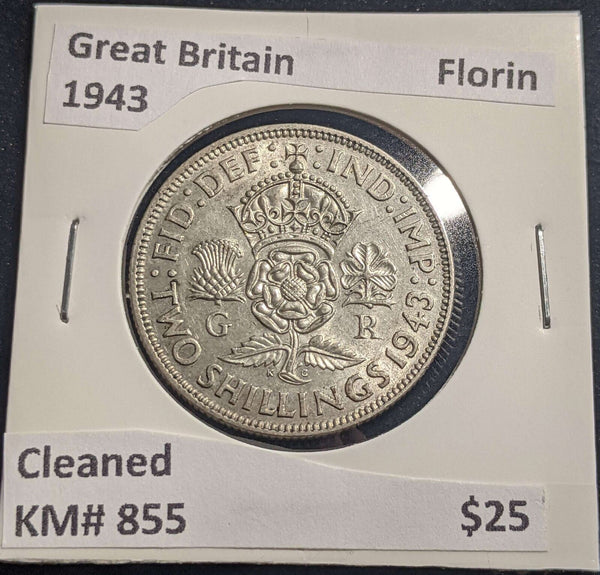 Great Britain Florin
1943
:FID:DEF: :IND:IMP:
G R
K G
TWO SHILLINGS 1943
Cleaned
KM# 855 $25